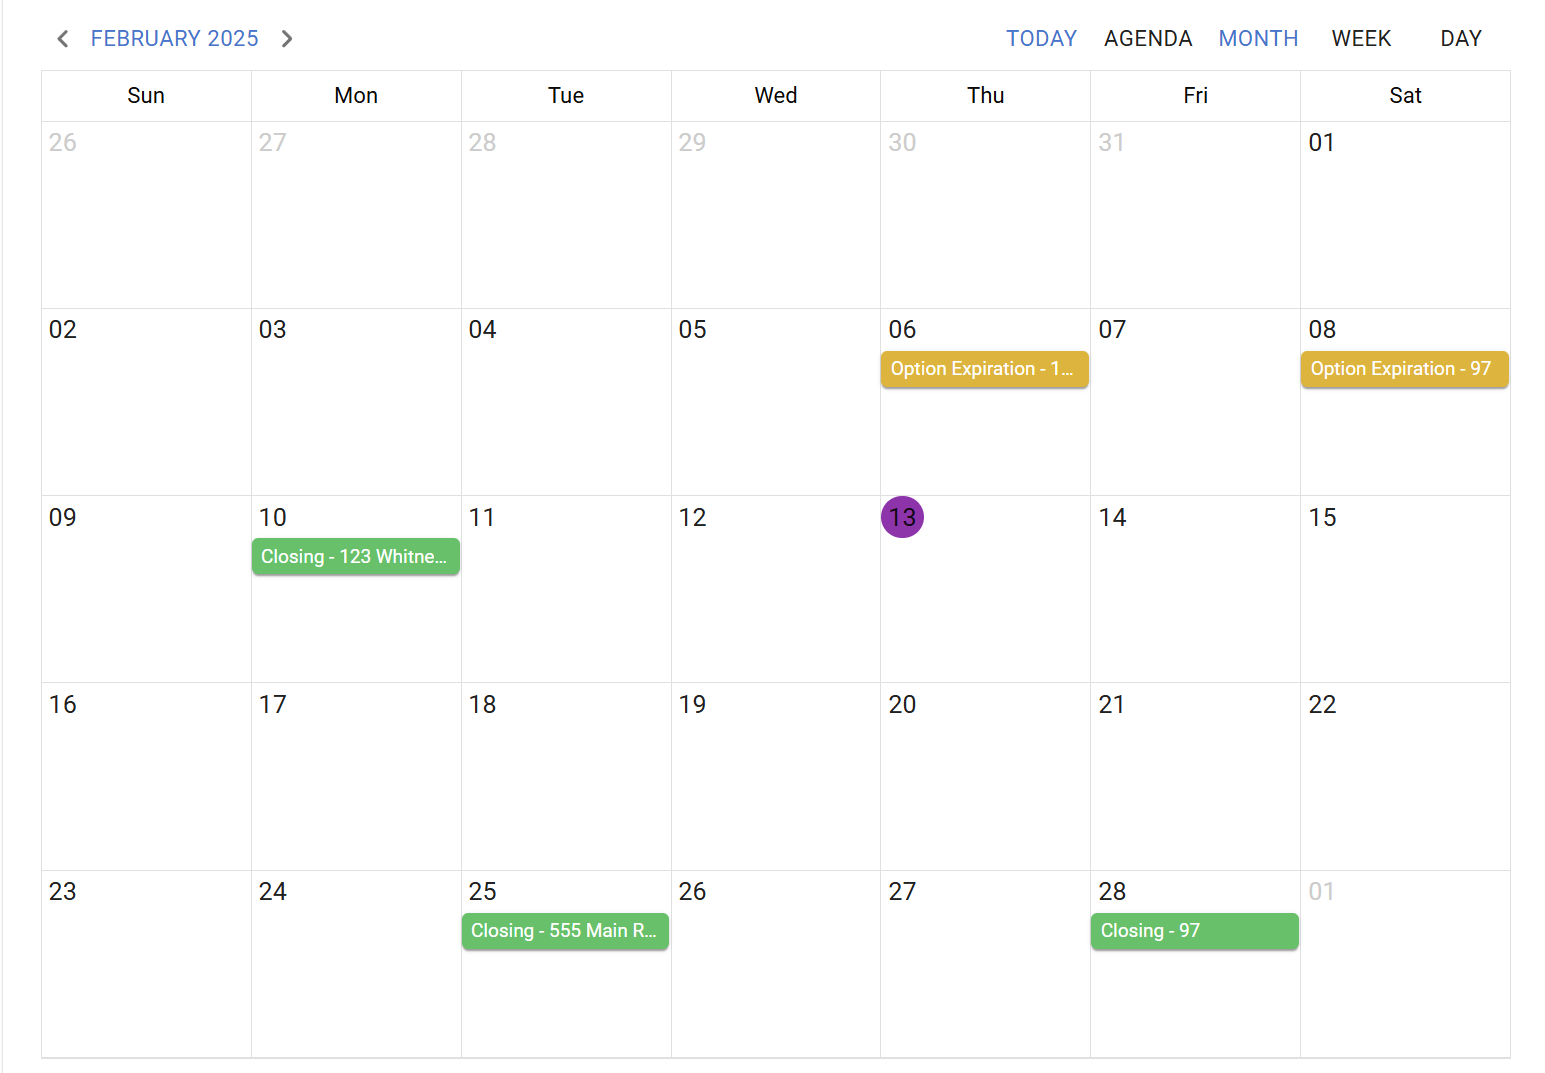 FEBRUARY 2025 TODAY AGENDA MONTH WEEK DAY
Sun Mon Tue Wed Thu Fri Sat
26 27 28 29 30 31 01
02 03 04 05 06 07 08
Option Expiration - 1... Option Expiration - 97
09 10 11 12 13 14 15
Closing - 123 Whitne...
16 17 18 19 20 21 22
23 24 25 26 27 28 01
Closing - 555 Main R... Closing - 97